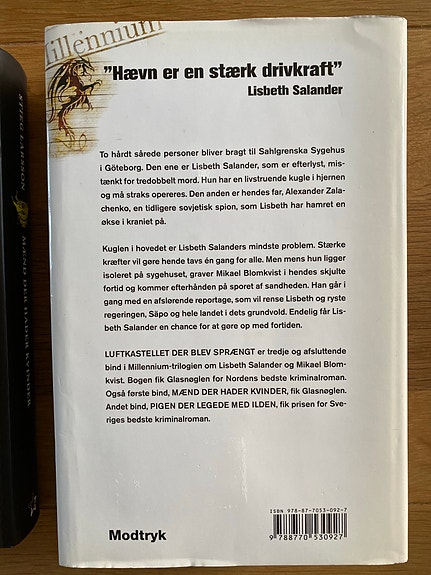 Millennium
"Hævn er en stærk drivkraft"
Lisbeth Salander
To hårdt sårede personer bliver bragt til Sahlgrenska Sygehus
i Göteborg. Den ene er Lisbeth Salander, som er efterlyst, mis-
tænkt for tredobbelt mord. Hun har en livstruende kugle i hjernen
og må straks opereres. Den anden er hendes far, Alexander Zala-
chenko, en tidligere sovjetisk spion, som Lisbeth har hamret en
økse i kraniet på.
Kuglen i hovedet er Lisbeth Salanders mindste problem. Stærke
kræfter vil gøre hende tavs én gang for alle. Men mens hun ligger
isoleret på sygehuset, graver Mikael Blomkvist i hendes skjulte
fortid og kommer efterhånden på sporet af sandheden. Han går i
gang med en afslørende reportage, som vil rense Lisbeth og ryste
regeringen, Säpo og hele landet i dets grundvold. Endelig får Lis-
beth Salander en chance for at gøre op med fortiden.
LUFTKASTELLET DER BLEV SPRÆNGT er tredje og afsluttende
bind i Millennium-trilogien om Lisbeth Salander og Mikael Blom-
kvist. Bogen fik Glasnøglen for Nordens bedste kriminalroman.
Også første bind, MÆND DER HADER KVINDER, fik Glasnøglen.
Andet bind, PIGEN DER LEGEDE MED ILDEN, fik prisen for Sve-
riges bedste kriminalroman.
ISBN 978-87-7053-092-7
9 788770 530927
Modtryk
STIEG LARSSON
MÆND DER HADER KVINDER